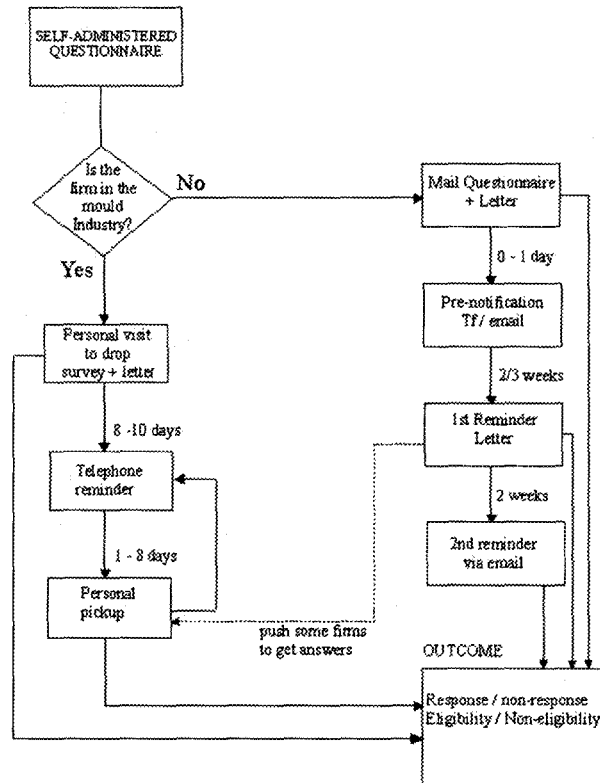 SELF-ADMINISTERED
QUESTIONNAIRE
Is the
firm in the
mould
Industry?
No
Yes
Mail Questionnaire
+ Letter
0 - 1 day
Pre-notification
Tf / email
2/3 weeks
1st Reminder
Letter
2 weeks
2nd reminder
via email
Personal visit
to drop
survey + letter
8 -10 days
Telephone
reminder
1 - 8 days
Personal
pickup
push some firms
to get answers
OUTCOME
Response / non-response
Eligibility / Non-eligibility